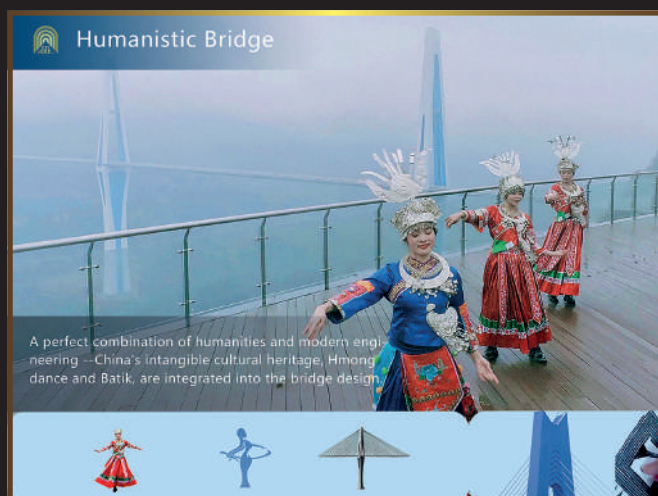 Humanistic Bridge
A perfect combination of humanities and modern engi-
neering --China's intangible cultural heritage, Hmong
dance and Batik, are integrated into the bridge design.